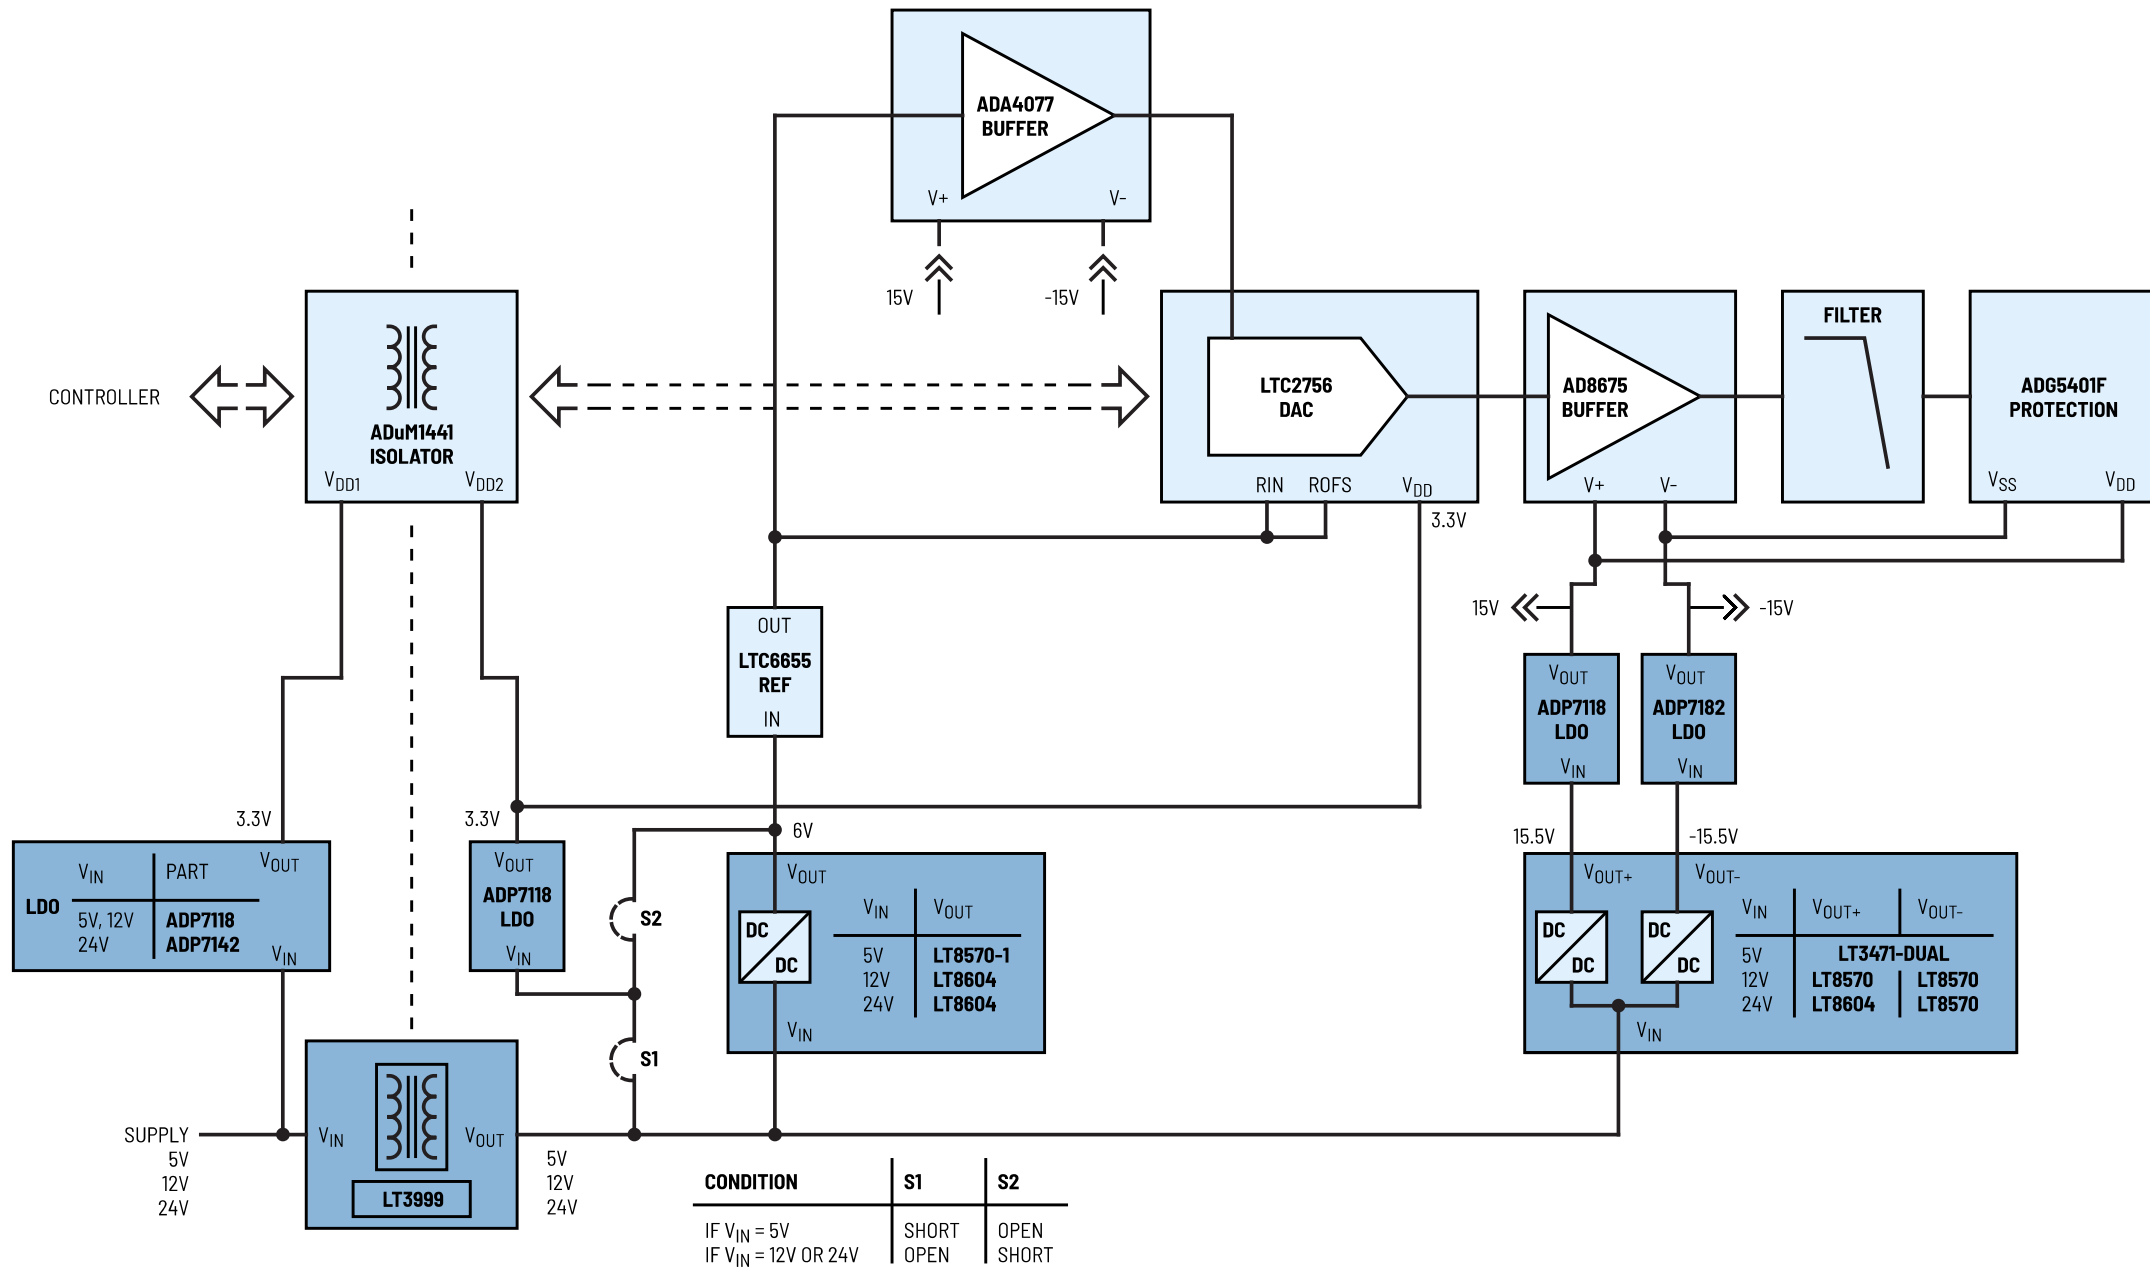 ADA4077
BUFFER
V+
V-
15V
-15V
CONTROLLER
ADuM1441
ISOLATOR
VDD1
VDD2
LTC2756
DAC
RIN
ROFS
VDD
3.3V
AD8675
BUFFER
V+
V-
FILTER
ADG5401F
PROTECTION
VSS
VDD
OUT
LTC6655
REF
IN
15V
-15V
VOUT
ADP7118
LDO
VIN
VOUT
ADP7182
LDO
VIN
3.3V
LDO
VIN PART VOUT
5V, 12V ADP7118
24V ADP7142
VIN
3.3V
VOUT
ADP7118
LDO
VIN
6V
S2
S1
VOUT
DC
DC
VIN
VIN VOUT
5V LT8570-1
12V LT8604
24V LT8604
15.5V
-15.5V
VOUT+
VOUT-
DC
DC
DC
DC
VIN
VIN VOUT+ VOUT-
5V LT3471-DUAL
12V LT8570 LT8570
24V LT8604 LT8570
SUPPLY
5V
12V
24V
VIN
VOUT
LT3999
5V
12V
24V
CONDITION S1 S2
IF VIN = 5V SHORT OPEN
IF VIN = 12V OR 24V OPEN SHORT